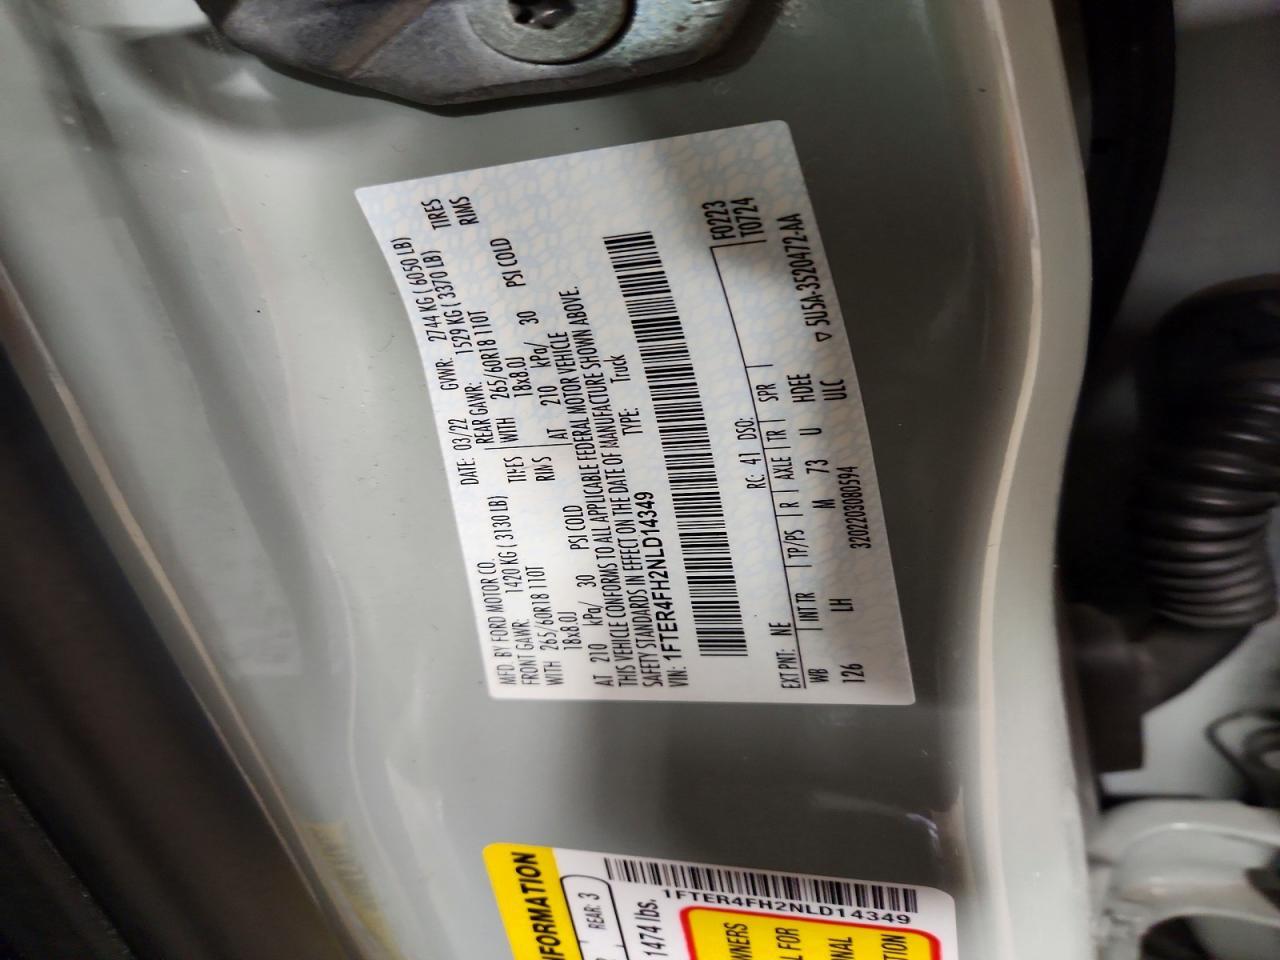 MFD. BY FORD MOTOR CO. DATE: 03/22 GVWR: 2744 KG ( 6050 LB)
FRONT GAWR 1420 KG ( 3130 LB) REAR GAWR: 1529 KG ( 3370 LB)
WITH 265/60R18 110T TIRES WITH 265/60R18 110T TIRES
18x8.0J RIMS 18x8.0J RIMS
AT 210 kPa/ 30 PSI COLD AT 210 kPa/ 30 PSI COLD
THIS VEHICLE CONFORMS TO ALL APPLICABLE FEDERAL MOTOR VEHICLE
SAFETY STANDARDS IN EFFECT ON THE DATE OF MANUFACTURE SHOWN ABOVE.
VIN: 1FTER4FH2NLD14349 TYPE: Truck
F0223
EXT PNT: NE RC: 41 DSO: T0724
WB INT TR TP/PS R AXLE TR SPR
126 LH M 73 U HDEE ▽ 5U5A-3520472-AA
3202203080594 ULC
FORMATION
REAR: 3
1474 lbs.
1FTER4FH2NLD14349
NERS
L FOR
NAL
TION